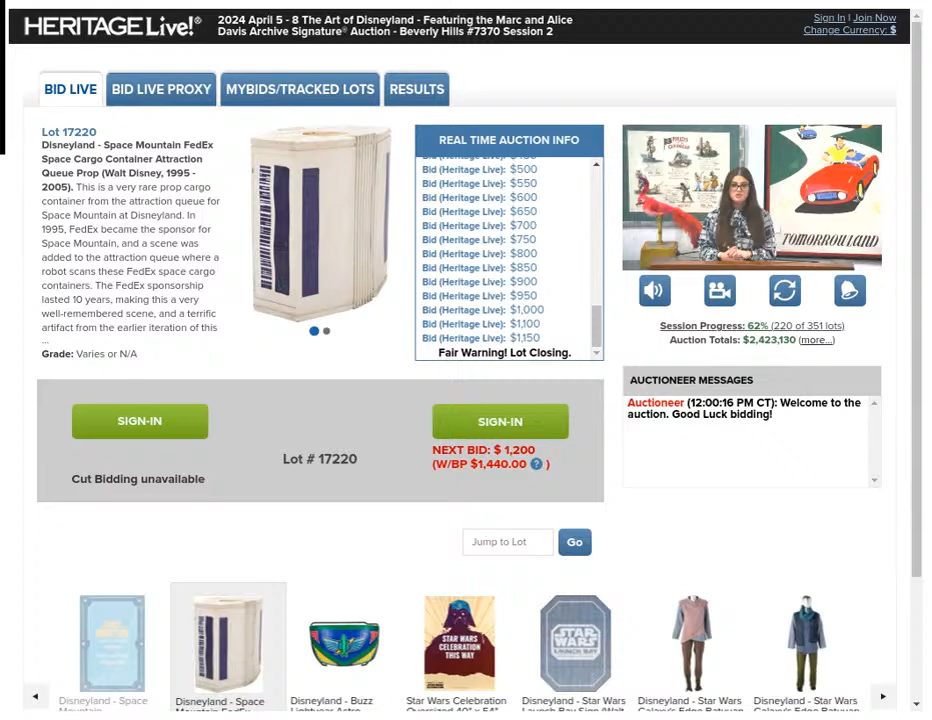 HERITAGE Live!®
2024 April 5 - 8 The Art of Disneyland - Featuring the Marc and Alice
Davis Archive Signature® Auction - Beverly Hills #7370 Session 2
Sign In | Join Now
Change Currency: $
BID LIVE
BID LIVE PROXY
MYBIDS/TRACKED LOTS
RESULTS
Lot 17220
Disneyland - Space Mountain FedEx
Space Cargo Container Attraction
Queue Prop (Walt Disney, 1995 -
2005). This is a very rare prop cargo
container from the attraction queue for
Space Mountain at Disneyland. In
1995, FedEx became the sponsor for
Space Mountain, and a scene was
added to the attraction queue where a
robot scans these FedEx space cargo
containers. The FedEx sponsorship
lasted 10 years, making this a very
well-remembered scene, and a terrific
artifact from the earlier iteration of this
...
Grade: Varies or N/A
REAL TIME AUCTION INFO
Bid (Heritage Live):
Bid (Heritage Live): $500
Bid (Heritage Live): $550
Bid (Heritage Live): $600
Bid (Heritage Live): $650
Bid (Heritage Live): $700
Bid (Heritage Live): $750
Bid (Heritage Live): $800
Bid (Heritage Live): $850
Bid (Heritage Live): $900
Bid (Heritage Live): $950
Bid (Heritage Live): $1,000
Bid (Heritage Live): $1,100
Bid (Heritage Live): $1,150
Fair Warning! Lot Closing.
TOMORROWLAND
Session Progress: 62% (220 of 351 lots)
Auction Totals: $2,423,130 (more...)
AUCTIONEER MESSAGES
Auctioneer (12:00:16 PM CT): Welcome to the
auction. Good Luck bidding!
SIGN-IN
Cut Bidding unavailable
Lot # 17220
SIGN-IN
NEXT BID: $ 1,200
(W/BP $1,440.00 ? )
Jump to Lot
Go
STAR WARS
CELEBRATION
THIS WAY
STAR
WARS
LAUNCH BAY
Disneyland - Space
Mountain
Disneyland - Space
Mountain FedEx
Disneyland - Buzz
Lightyear Astro
Star Wars Celebration
Oversized 40" x 54"
Disneyland - Star Wars
Launch Bay Sign (Walt
Disneyland - Star Wars
Galaxy's Edge Batuuan
Disneyland - Star Wars
Galaxy's Edge Batuuan